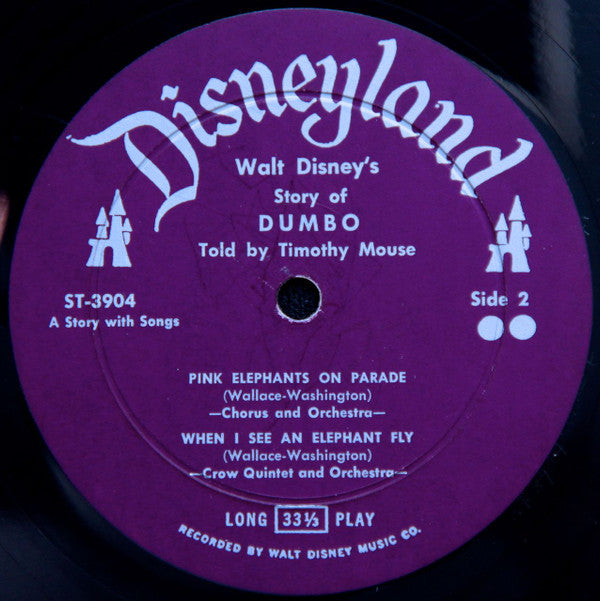 Disneyland
Walt Disney's
Story of
DUMBO
Told by Timothy Mouse
ST-3904
A Story with Songs
Side 2
PINK ELEPHANTS ON PARADE
(Wallace-Washington)
—Chorus and Orchestra—
WHEN I SEE AN ELEPHANT FLY
(Wallace-Washington)
—Crow Quintet and Orchestra—
LONG 33⅓ PLAY
RECORDED BY WALT DISNEY MUSIC CO.